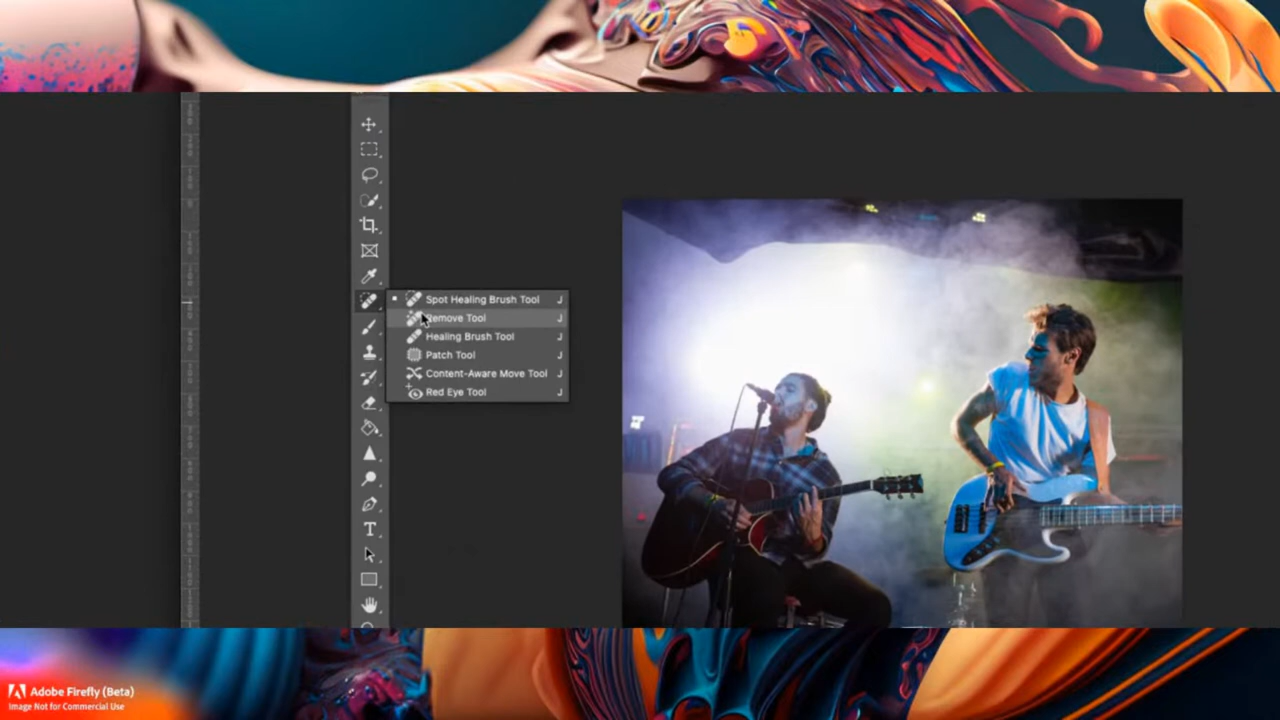 Spot Healing Brush Tool J
Remove Tool J
Healing Brush Tool J
Patch Tool J
Content-Aware Move Tool J
Red Eye Tool J
T
Adobe Firefly (Beta)
Image Not for Commercial Use